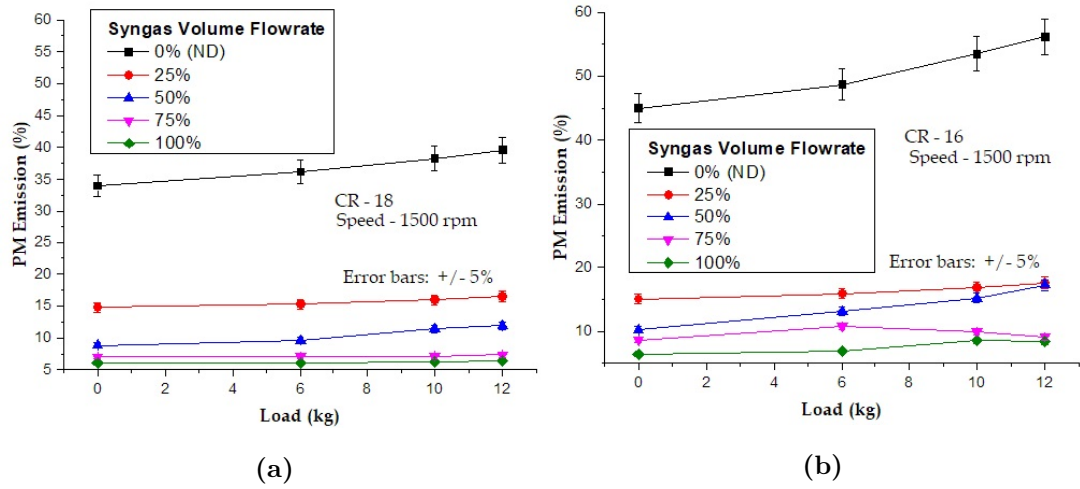 60
55
50
45
40
35
30
25
20
15
10
5
PM Emission (%)
Syngas Volume Flowrate
0% (ND)
25%
50%
75%
100%
CR - 18
Speed - 1500 rpm
Error bars: +/- 5%
0 2 4 6 8 10 12
Load (kg)
(a)
60
50
40
30
20
10
PM Emission (%)
CR - 16
Speed - 1500 rpm
Syngas Volume Flowrate
0% (ND)
25%
50%
75%
100%
Error bars: +/- 5%
0 2 4 6 8 10 12
Load (kg)
(b)